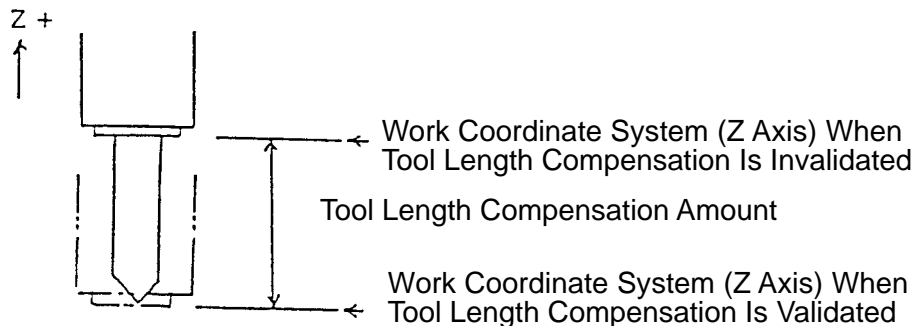 Z +
Work Coordinate System (Z Axis) When
Tool Length Compensation Is Invalidated
Tool Length Compensation Amount
Work Coordinate System (Z Axis) When
Tool Length Compensation Is Validated